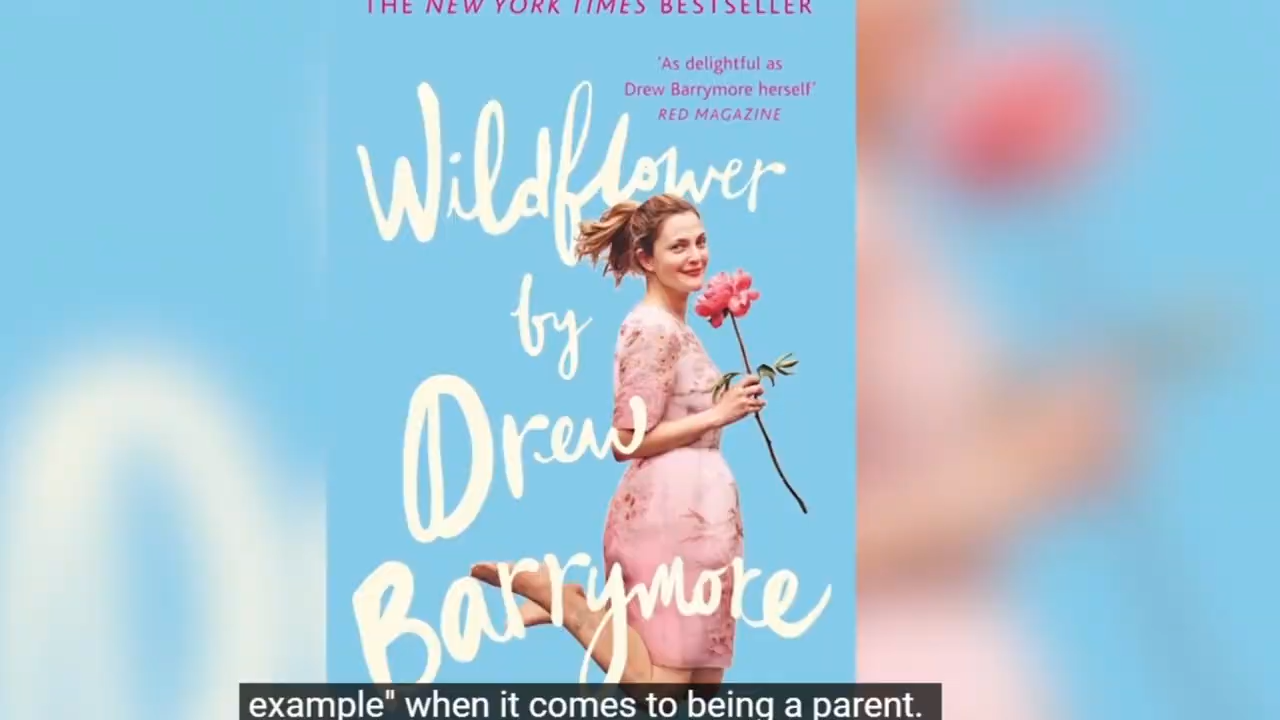 THE NEW YORK TIMES BESTSELLER
'As delightful as
Drew Barrymore herself'
RED MAGAZINE
Wildflower
by
Drew
Barrymore
example" when it comes to being a parent.